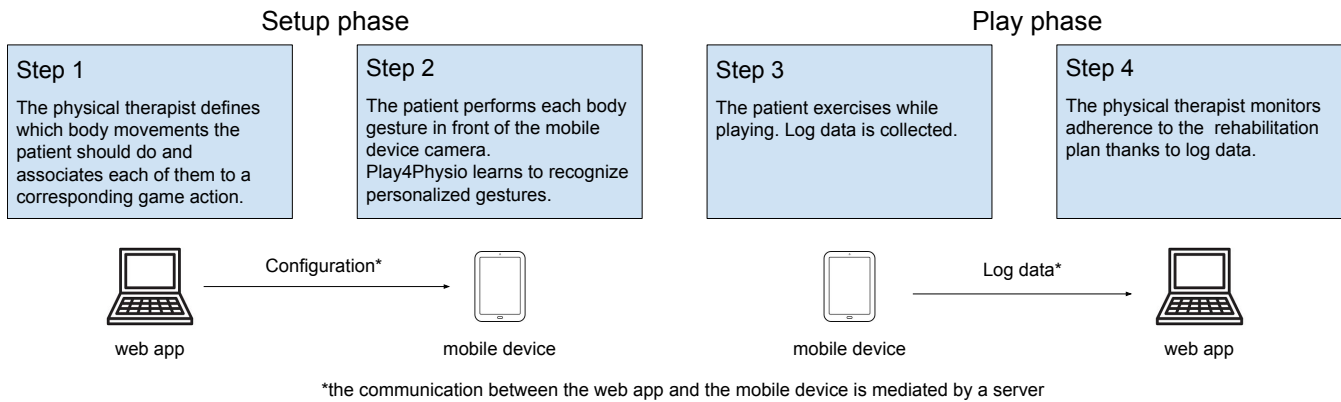 Setup phase
Play phase
Step 1
The physical therapist defines
which body movements the
patient should do and
associates each of them to a
corresponding game action.
Step 2
The patient performs each body
gesture in front of the mobile
device camera.
Play4Physio learns to recognize
personalized gestures.
Step 3
The patient exercises while
playing. Log data is collected.
Step 4
The physical therapist monitors
adherence to the rehabilitation
plan thanks to log data.
Configuration*
web app
mobile device
Log data*
mobile device
web app
*the communication between the web app and the mobile device is mediated by a server